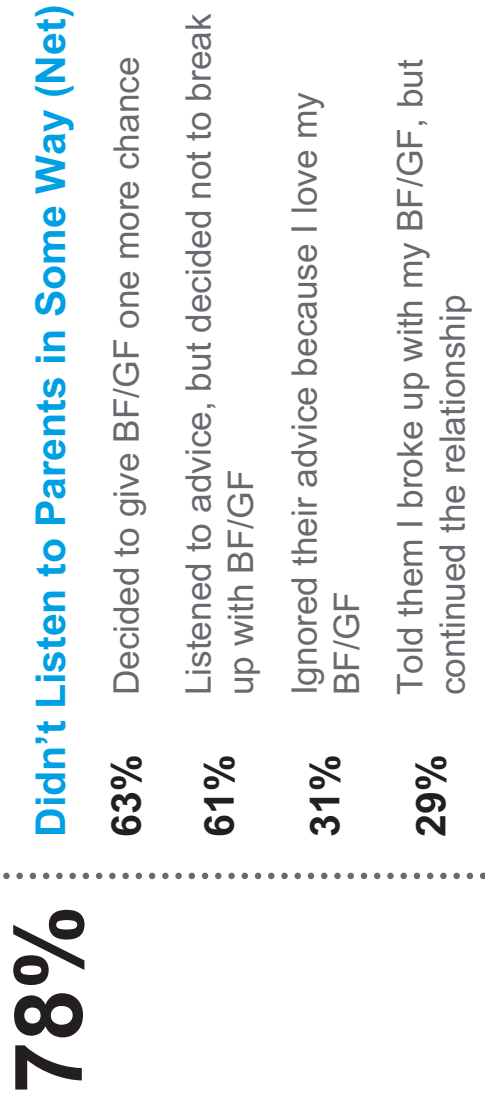 78%
Didn’t Listen to Parents in Some Way (Net)
63% Decided to give BF/GF one more chance
61% Listened to advice, but decided not to break
up with BF/GF
31% Ignored their advice because I love my
BF/GF
29% Told them I broke up with my BF/GF, but
continued the relationship